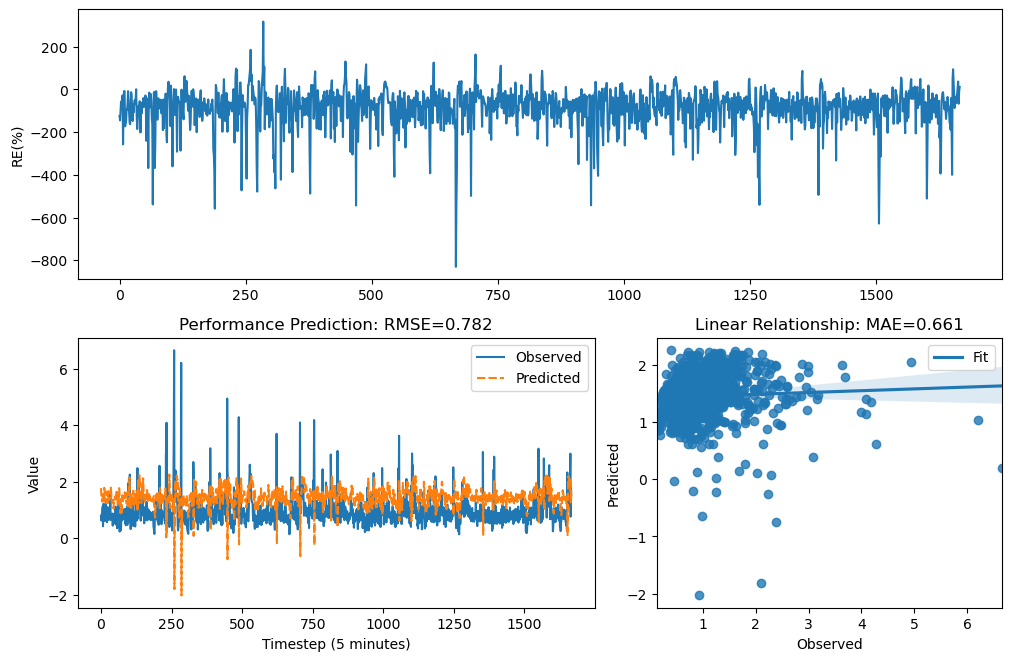 200
0
−200
−400
−600
−800
RE(%)
0 250 500 750 1000 1250 1500
Performance Prediction: RMSE=0.782
Observed
Predicted
6
4
2
0
−2
Value
0 250 500 750 1000 1250 1500
Timestep (5 minutes)
Linear Relationship: MAE=0.661
Fit
2
1
0
−1
−2
Predicted
1 2 3 4 5 6
Observed